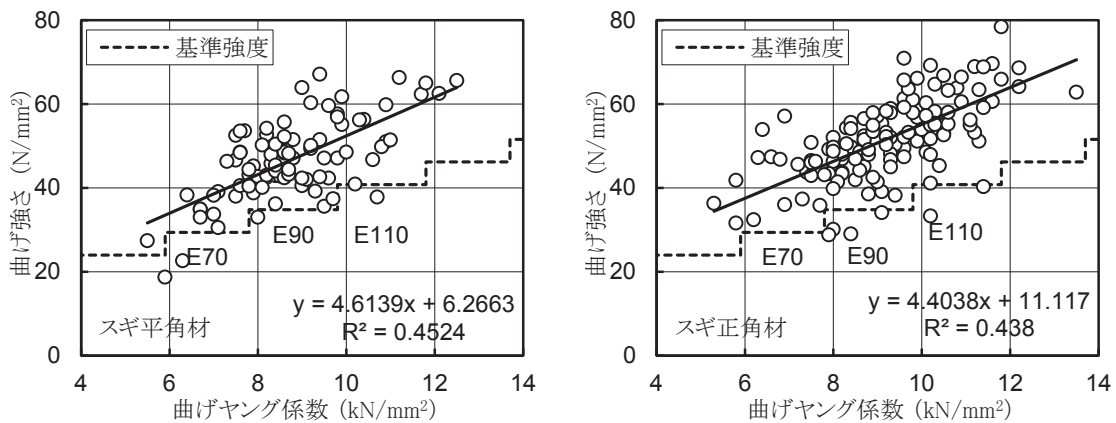 80
60
40
20
0
曲げ強さ (N/mm²)
基準強度
E70
E90
E110
y = 4.6139x + 6.2663
R² = 0.4524
スギ平角材
4 6 8 10 12 14
曲げヤング係数 (kN/mm²)
80
60
40
20
0
曲げ強さ (N/mm²)
基準強度
E70
E90
E110
y = 4.4038x + 11.117
R² = 0.438
スギ正角材
4 6 8 10 12 14
曲げヤング係数 (kN/mm²)